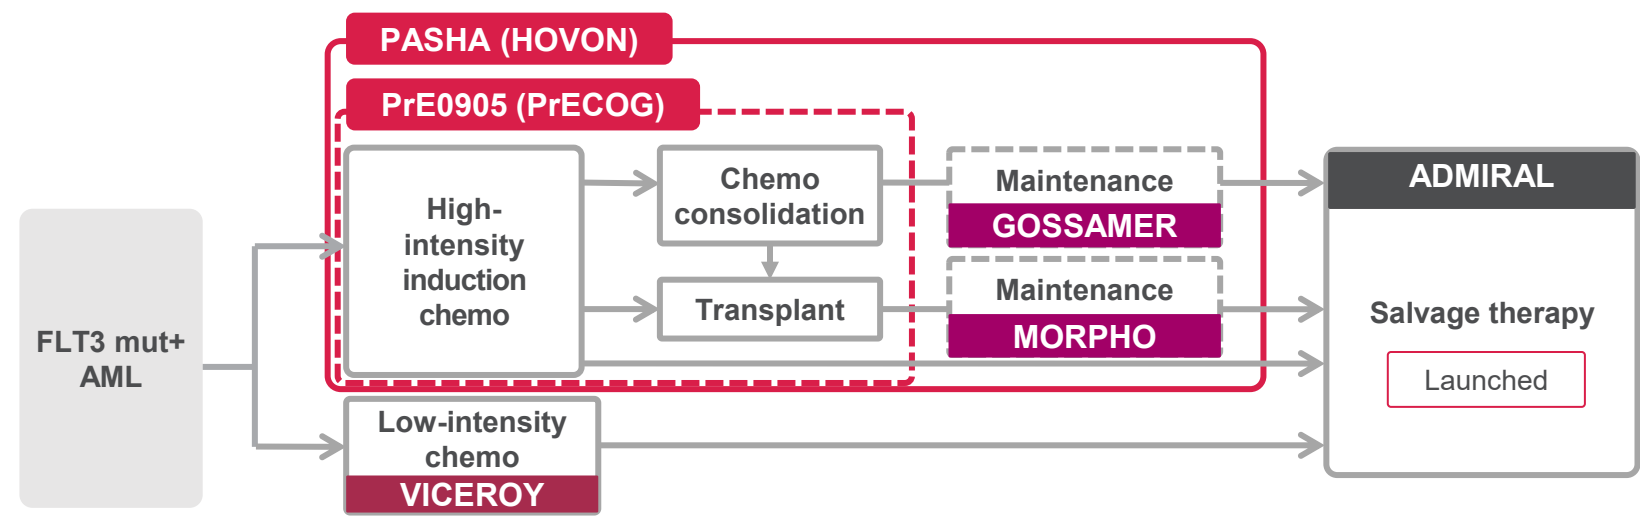 PASHA (HOVON)
PrE0905 (PrECOG)
FLT3 mut+
AML
High-
intensity
induction
chemo
Chemo
consolidation
Transplant
Maintenance
GOSSAMER
Maintenance
MORPHO
Low-intensity
chemo
VICEROY
ADMIRAL
Salvage therapy
Launched